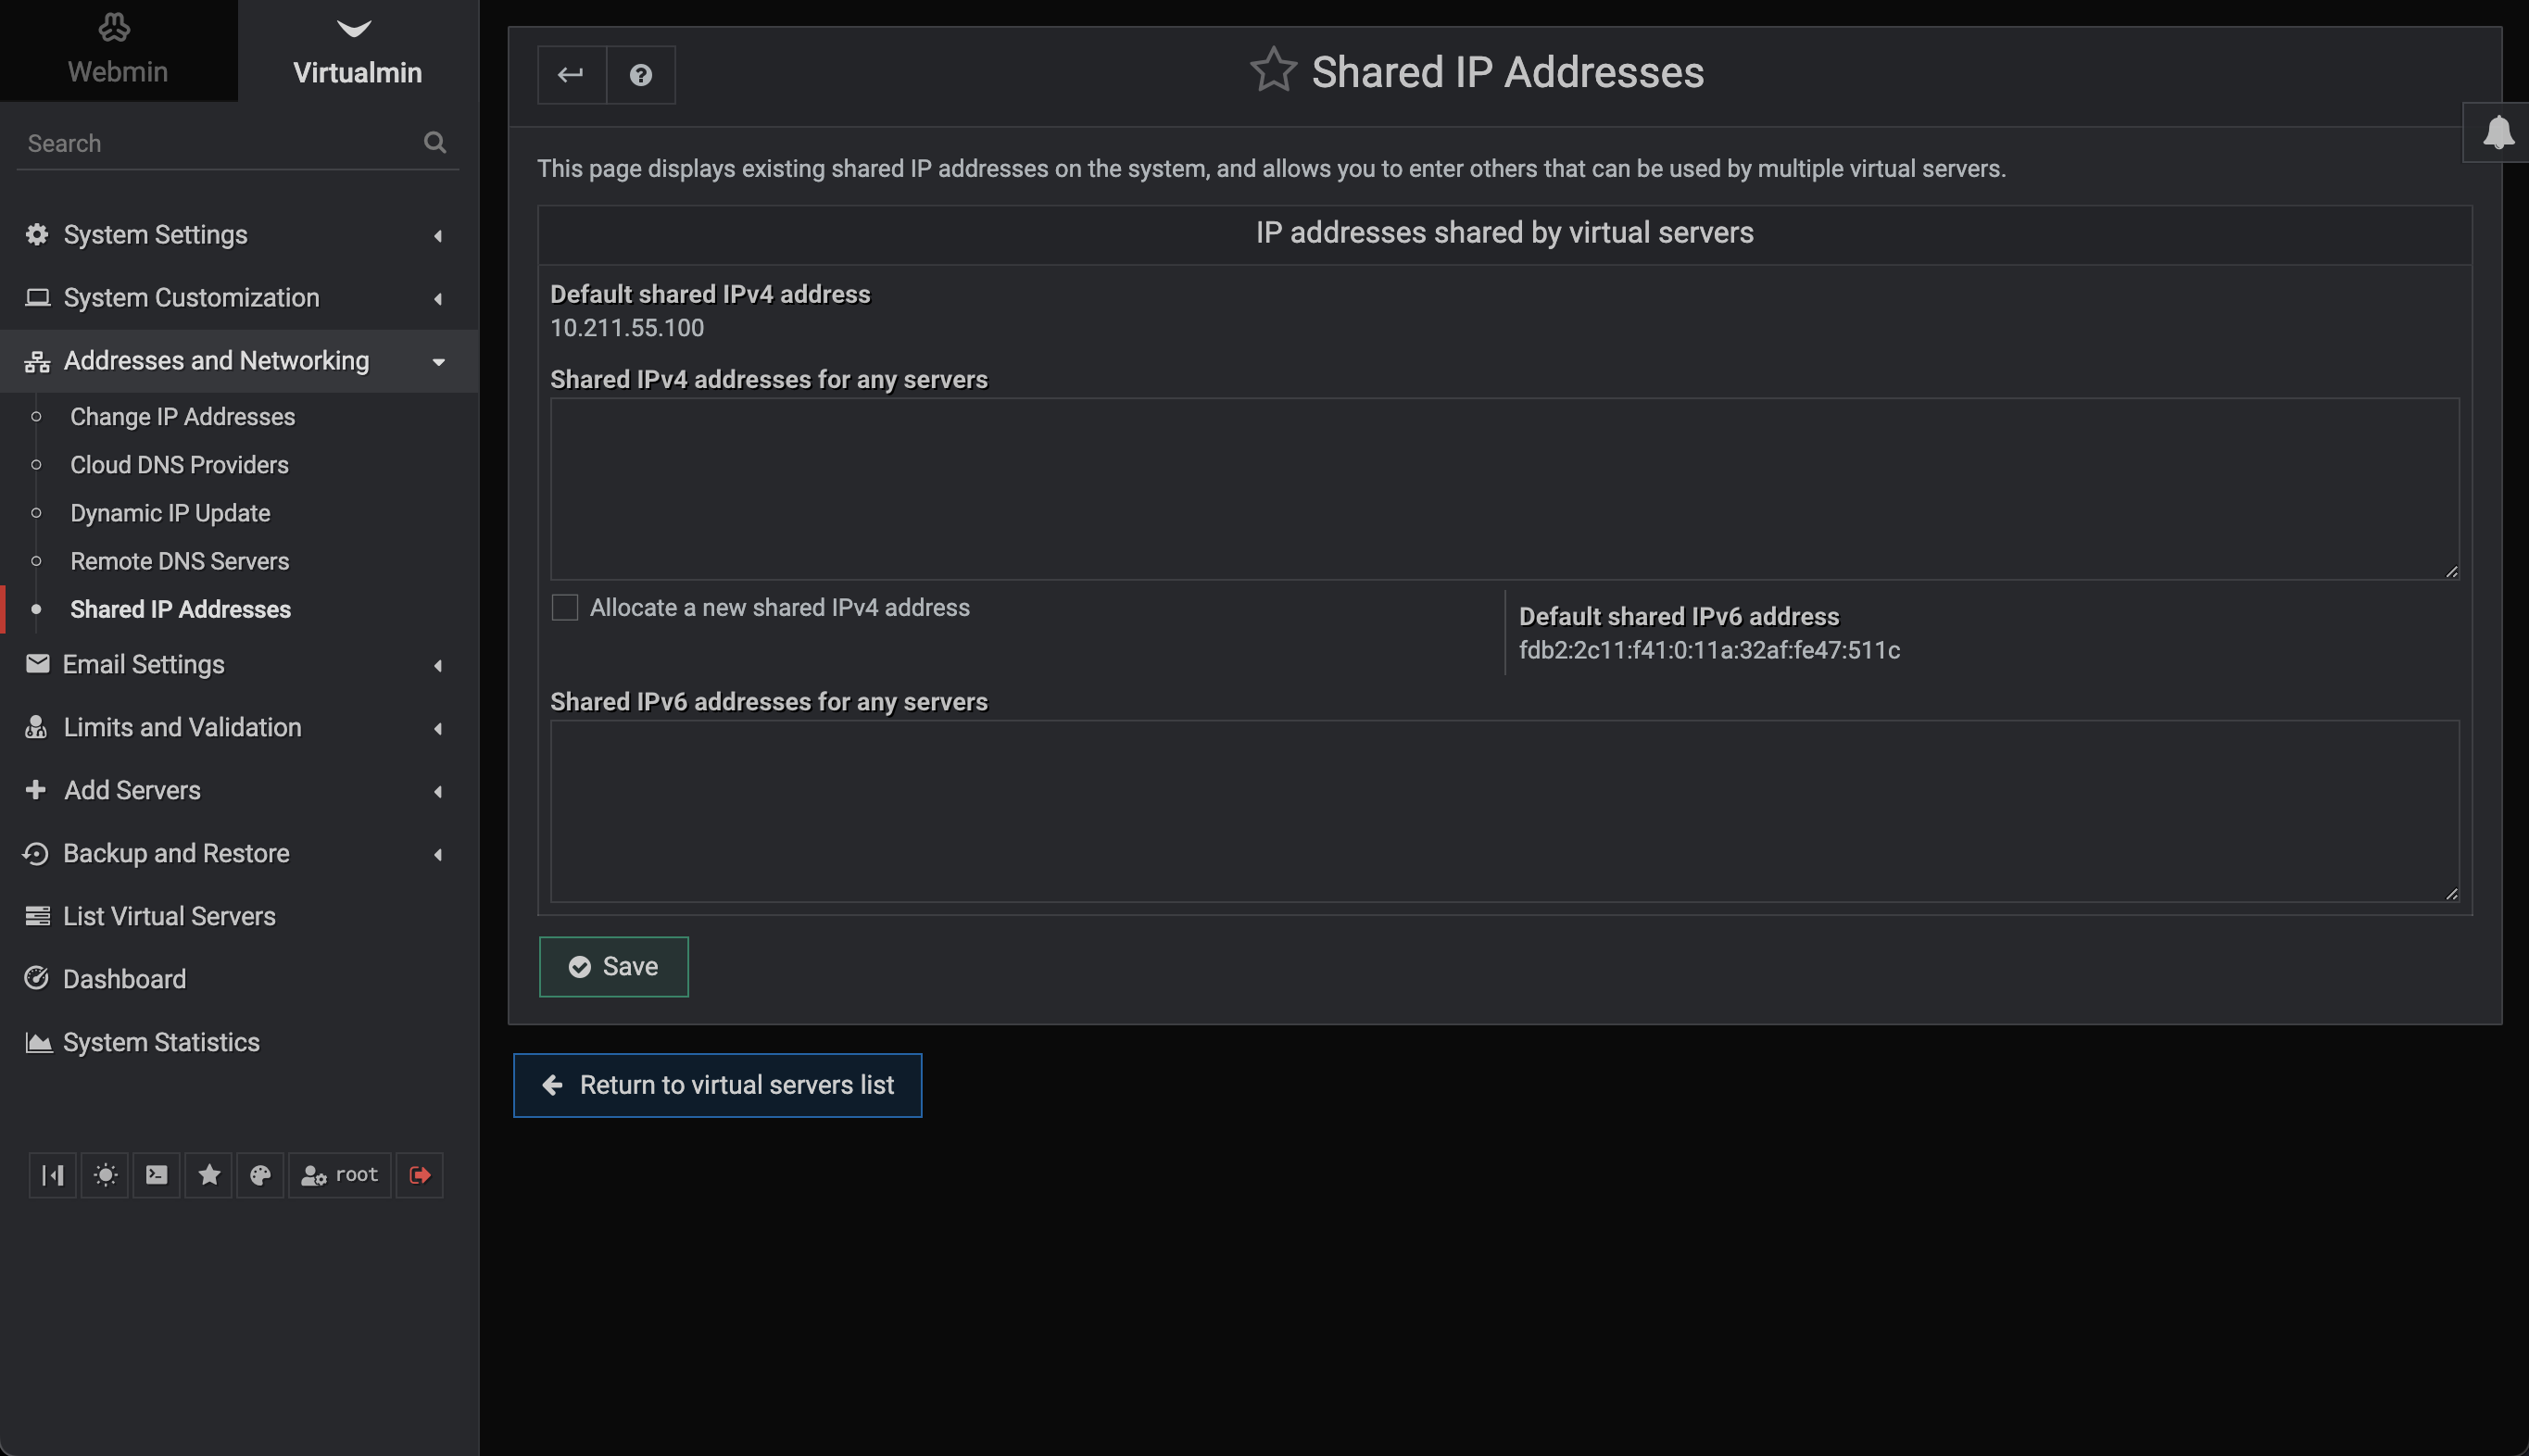 Webmin
Virtualmin
Search
System Settings
System Customization
Addresses and Networking
Change IP Addresses
Cloud DNS Providers
Dynamic IP Update
Remote DNS Servers
Shared IP Addresses
Email Settings
Limits and Validation
Add Servers
Backup and Restore
List Virtual Servers
Dashboard
System Statistics
root
Shared IP Addresses
This page displays existing shared IP addresses on the system, and allows you to enter others that can be used by multiple virtual servers.
IP addresses shared by virtual servers
Default shared IPv4 address
10.211.55.100
Shared IPv4 addresses for any servers
Allocate a new shared IPv4 address
Default shared IPv6 address
fdb2:2c11:f41:0:11a:32af:fe47:511c
Shared IPv6 addresses for any servers
Save
Return to virtual servers list